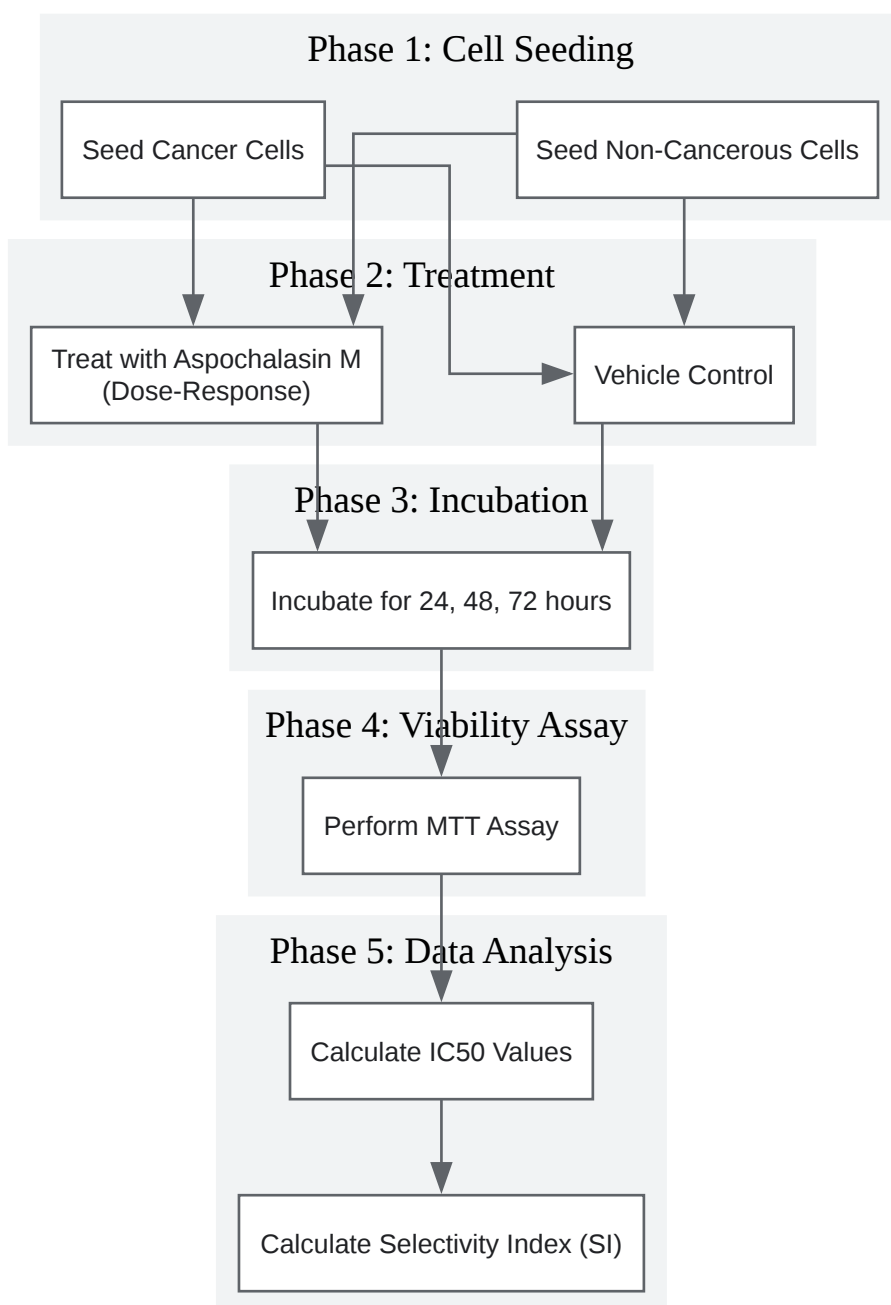 Phase 1: Cell Seeding
Seed Cancer Cells
Seed Non-Cancerous Cells
Phase 2: Treatment
Treat with Aspochalasin M
(Dose-Response)
Vehicle Control
Phase 3: Incubation
Incubate for 24, 48, 72 hours
Phase 4: Viability Assay
Perform MTT Assay
Phase 5: Data Analysis
Calculate IC50 Values
Calculate Selectivity Index (SI)